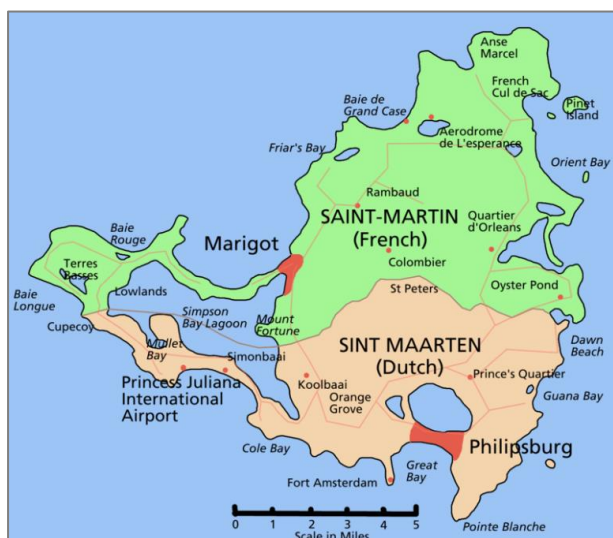 Anse
Marcel
French
Cul de Sac
Baie de
Grand Case
Pinet
Island
Aerodrome
de L'esperance
Friar's Bay
Orient Bay
Rambaud
SAINT-MARTIN
(French)
Quartier
d'Orleans
Baie
Rouge
Marigot
Colombier
Terres
Basses
St Peters
Oyster Pond
Baie
Longue
Lowlands
Simpson
Bay Lagoon
Mount
Fortune
Cupecoy
Mullet
Bay
Simonbaai
SINT MAARTEN
(Dutch)
Dawn
Beach
Princess Juliana
International
Airport
Koolbaai
Orange
Grove
Prince's Quartier
Guana Bay
Cole Bay
Philipsburg
Great
Bay
Fort Amsterdam
Pointe Blanche
0 1 2 3 4 5
Scale in Miles